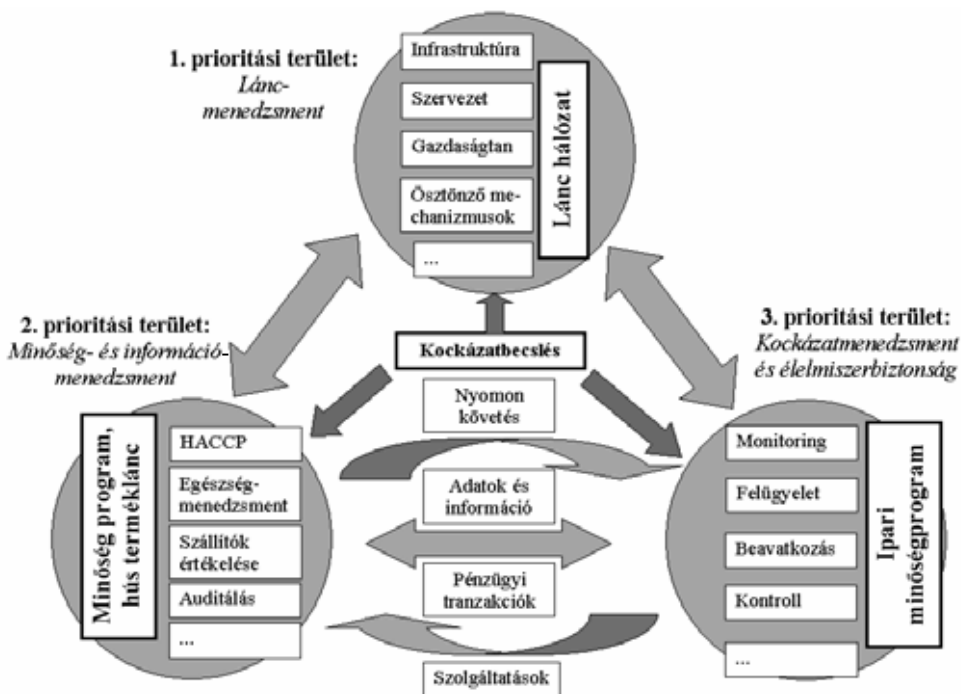 1. prioritási terület:
Lánc-
menedzsment
Infrastruktúra
Szervezet
Gazdaságtan
Ösztönző me-
chanizmusok
...
Lánc hálózat
2. prioritási terület:
Minőség- és információ-
menedzsment
Kockázatbecslés
3. prioritási terület:
Kockázatmenedzsment
és élelmiszerbiztonság
Minőség program,
hús terméklánc
HACCP
Egészség-
menedzsment
Szállítók
értékelése
Auditálás
...
Nyomon
követés
Adatok és
információ
Pénzügyi
tranzakciók
Szolgáltatások
Monitoring
Felügyelet
Beavatkozás
Kontroll
...
Ipari
minőségprogram